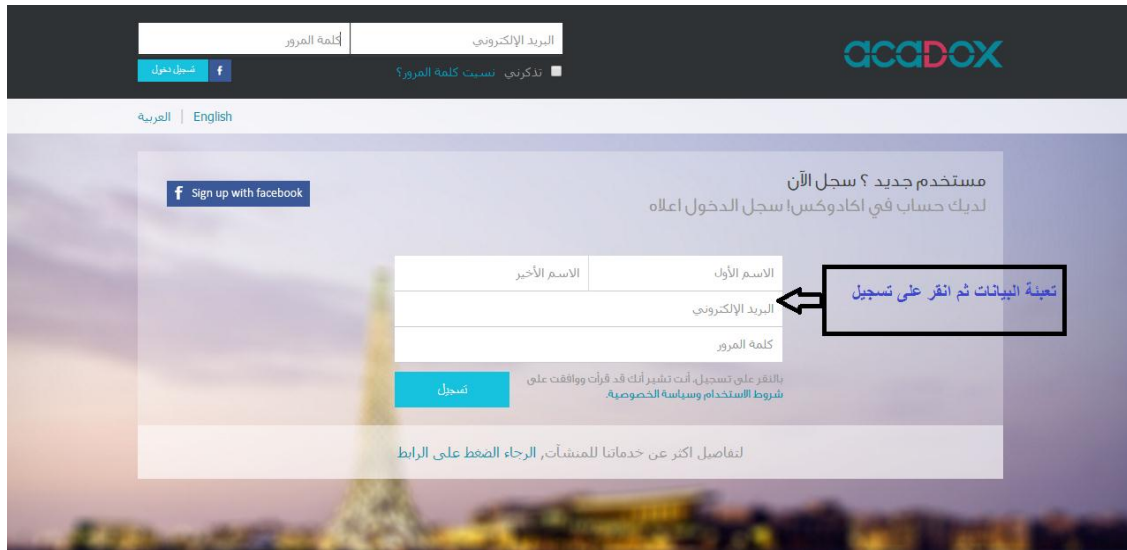 acadox
البريد الإلكتروني
كلمة المرور
تذكرني نسيت كلمة المرور؟
f
تسجيل دخول
العربية | English
مستخدم جديد ؟ سجل الآن
لديك حساب في اكادوكس! سجل الدخول اعلاه
f Sign up with facebook
الاسم الأول
الاسم الأخير
البريد الإلكتروني
كلمة المرور
تعبئة البيانات ثم انقر على تسجيل
بالنقر على تسجيل، أنت تشير أنك قد قرأت ووافقت على
شروط الاستخدام وسياسة الخصوصية.
تسجيل
لتفاصيل اكثر عن خدماتنا للمنشآت, الرجاء الضغط على الرابط